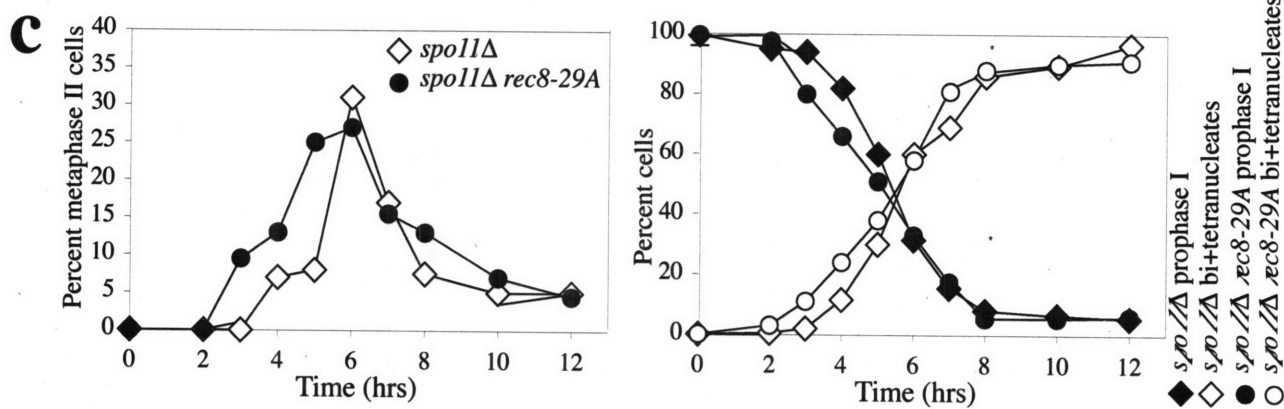 c
40
35
30
25
20
15
10
5
0
Percent metaphase II cells
spo11Δ
spo11Δ rec8-29A
0 2 4 6 8 10 12
Time (hrs)
100
80
60
40
20
0
Percent cells
0 2 4 6 8 10 12
Time (hrs)
spo11Δ prophase I
spo11Δ bi+tetranucleates
spo11Δ rec8-29A prophase I
spo11Δ rec8-29A bi+tetranucleates